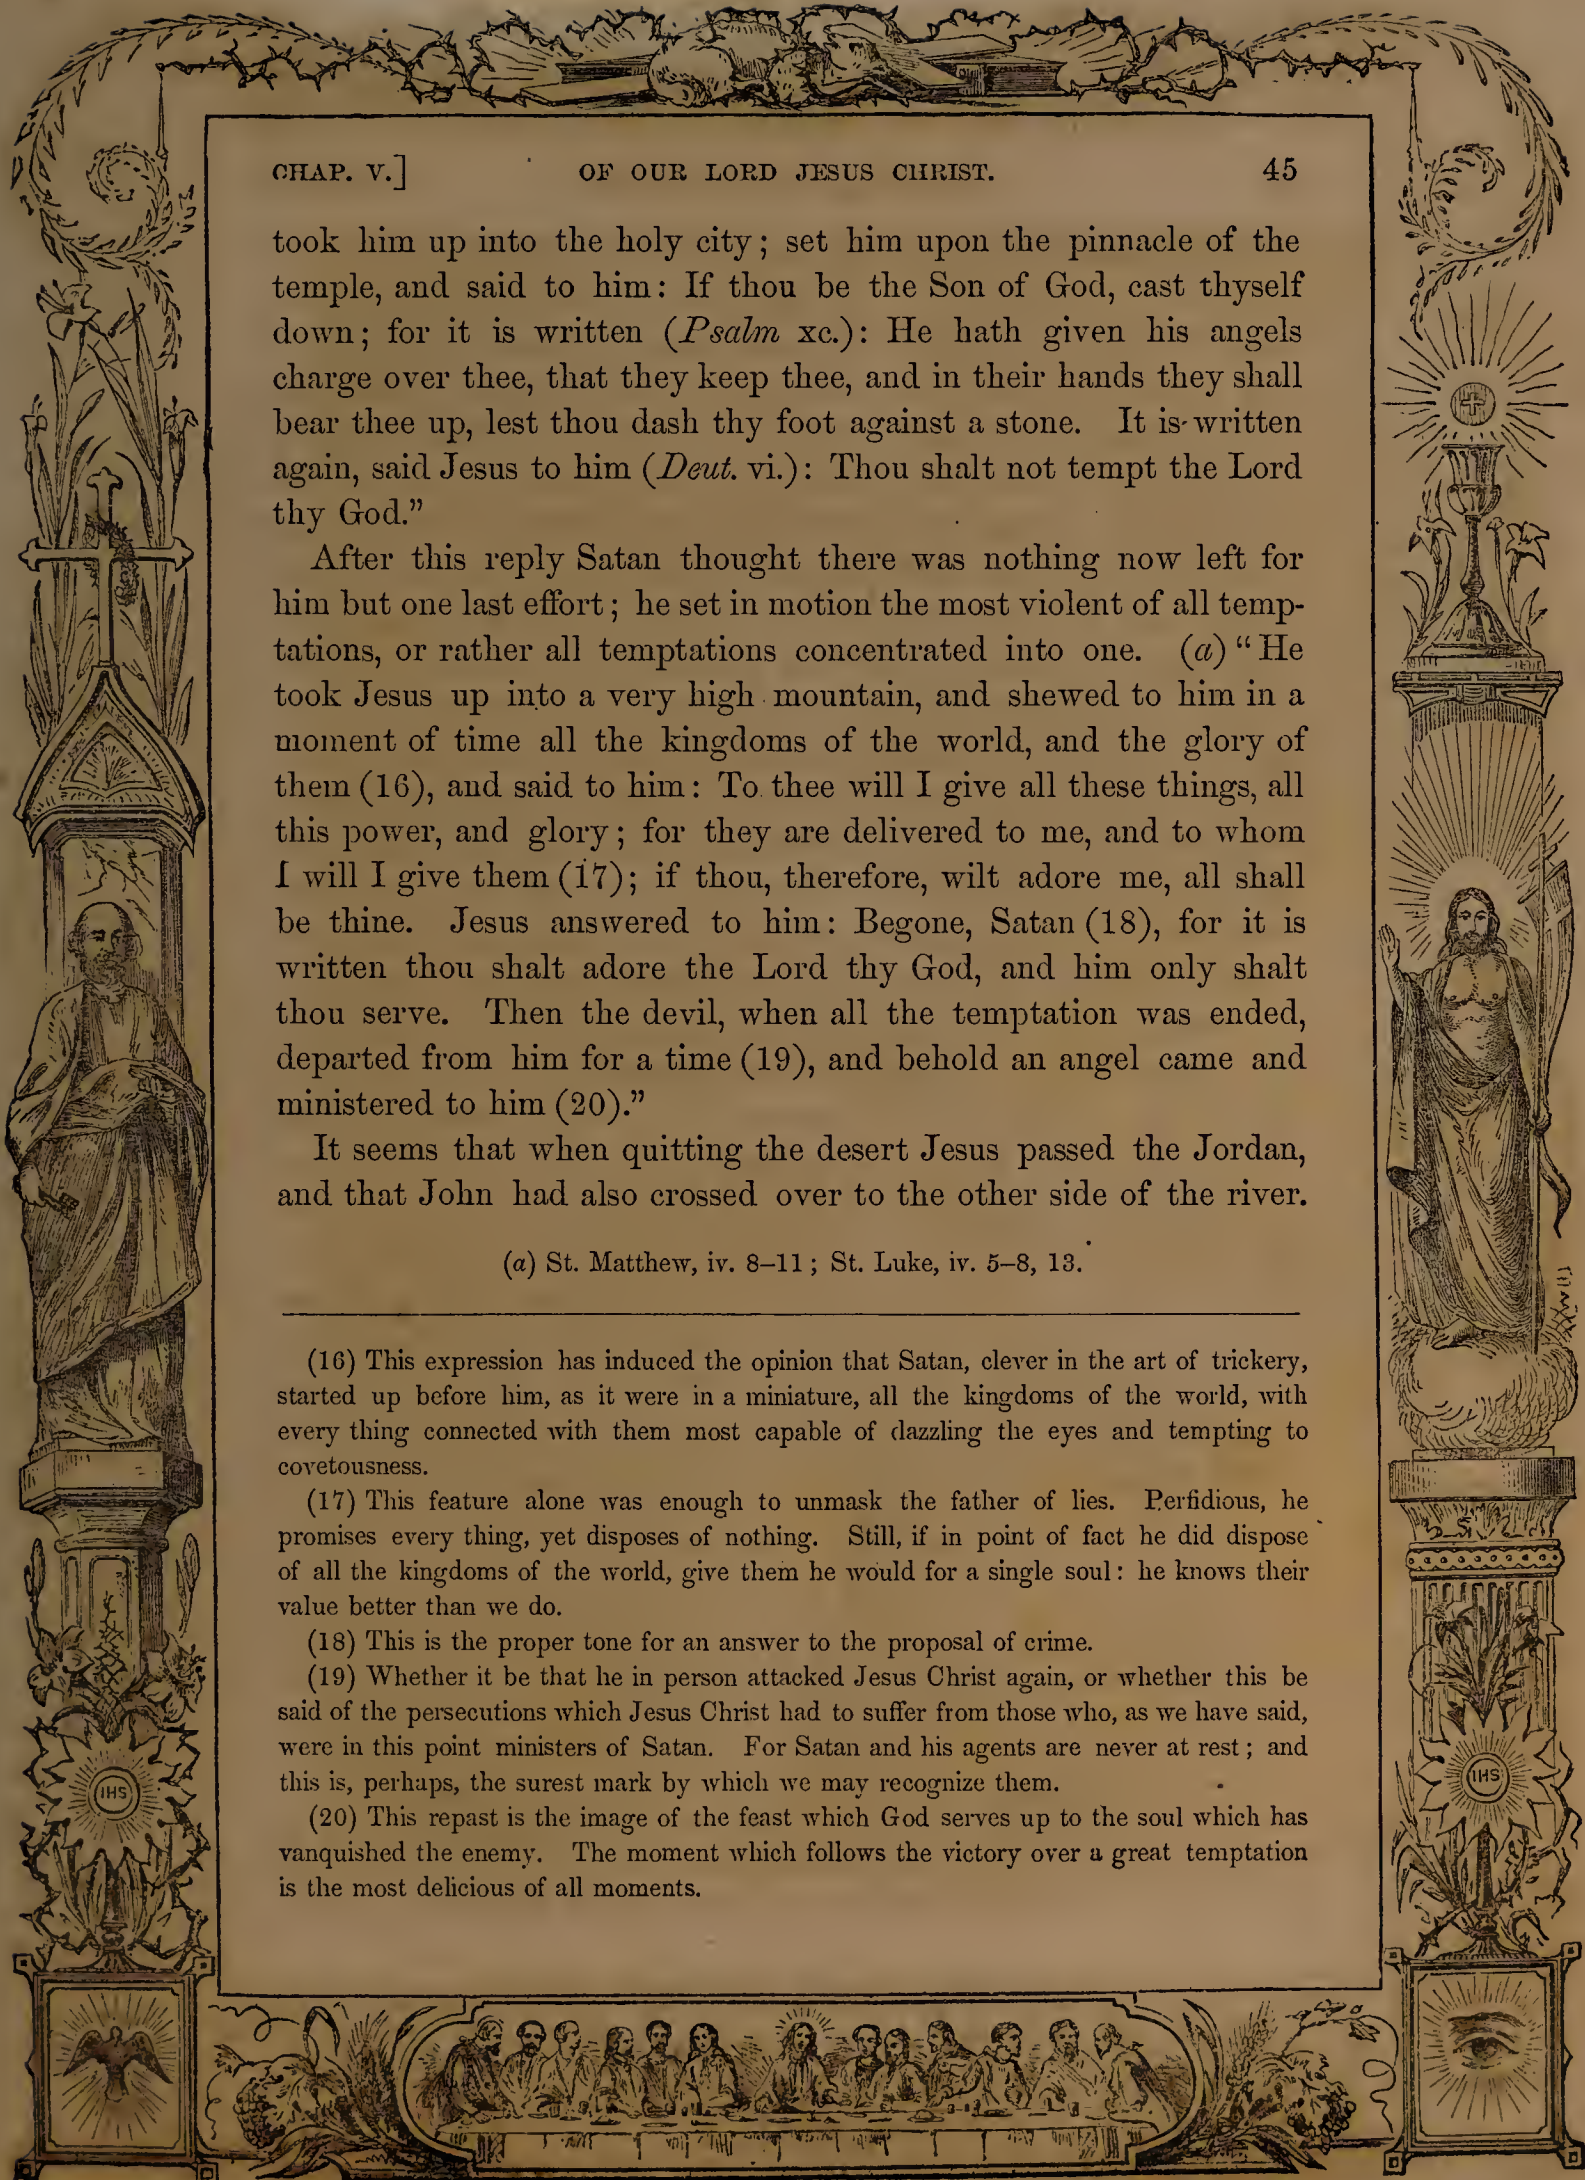 CHAP. V.] OF OUR LORD JESUS CHRIST. 45
took him up into the holy city; set him upon the pinnacle of the
temple, and said to him: If thou be the Son of God, cast thyself
down; for it is written (Psalm xc.): He hath given his angels
charge over thee, that they keep thee, and in their hands they shall
bear thee up, lest thou dash thy foot against a stone. It is written
again, said Jesus to him (Deut. vi.): Thou shalt not tempt the Lord
thy God.”
After this reply Satan thought there was nothing now left for
him but one last effort; he set in motion the most violent of all temp-
tations, or rather all temptations concentrated into one. (a) “He
took Jesus up into a very high mountain, and shewed to him in a
moment of time all the kingdoms of the world, and the glory of
them (16), and said to him: To thee will I give all these things, all
this power, and glory; for they are delivered to me, and to whom
I will I give them (17); if thou, therefore, wilt adore me, all shall
be thine. Jesus answered to him: Begone, Satan (18), for it is
written thou shalt adore the Lord thy God, and him only shalt
thou serve. Then the devil, when all the temptation was ended,
departed from him for a time (19), and behold an angel came and
ministered to him (20).”
It seems that when quitting the desert Jesus passed the Jordan,
and that John had also crossed over to the other side of the river.
(a) St. Matthew, iv. 8–11; St. Luke, iv. 5–8, 13.
(16) This expression has induced the opinion that Satan, clever in the art of trickery,
started up before him, as it were in a miniature, all the kingdoms of the world, with
every thing connected with them most capable of dazzling the eyes and tempting to
covetousness.
(17) This feature alone was enough to unmask the father of lies. Perfidious, he
promises every thing, yet disposes of nothing. Still, if in point of fact he did dispose
of all the kingdoms of the world, give them he would for a single soul: he knows their
value better than we do.
(18) This is the proper tone for an answer to the proposal of crime.
(19) Whether it be that he in person attacked Jesus Christ again, or whether this be
said of the persecutions which Jesus Christ had to suffer from those who, as we have said,
were in this point ministers of Satan. For Satan and his agents are never at rest; and
this is, perhaps, the surest mark by which we may recognize them.
(20) This repast is the image of the feast which God serves up to the soul which has
vanquished the enemy. The moment which follows the victory over a great temptation
is the most delicious of all moments.
IHS
IHS